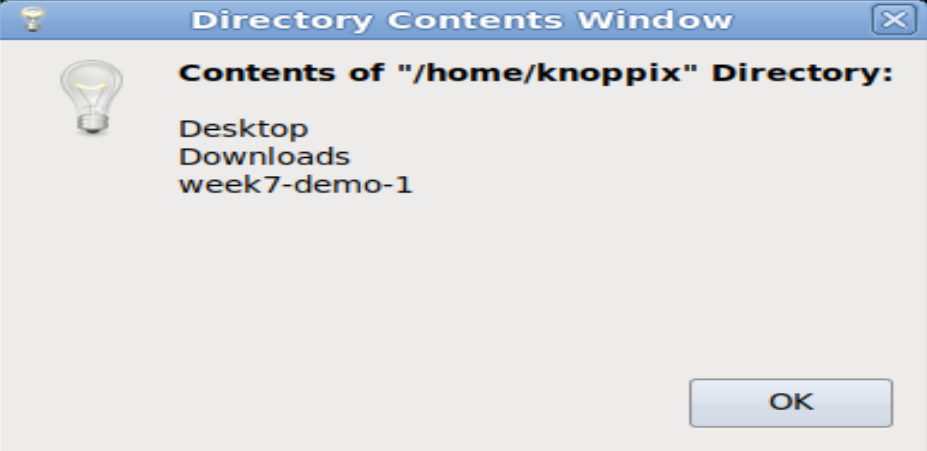 Directory Contents Window
Contents of "/home/knoppix" Directory:
Desktop
Downloads
week7-demo-1
OK